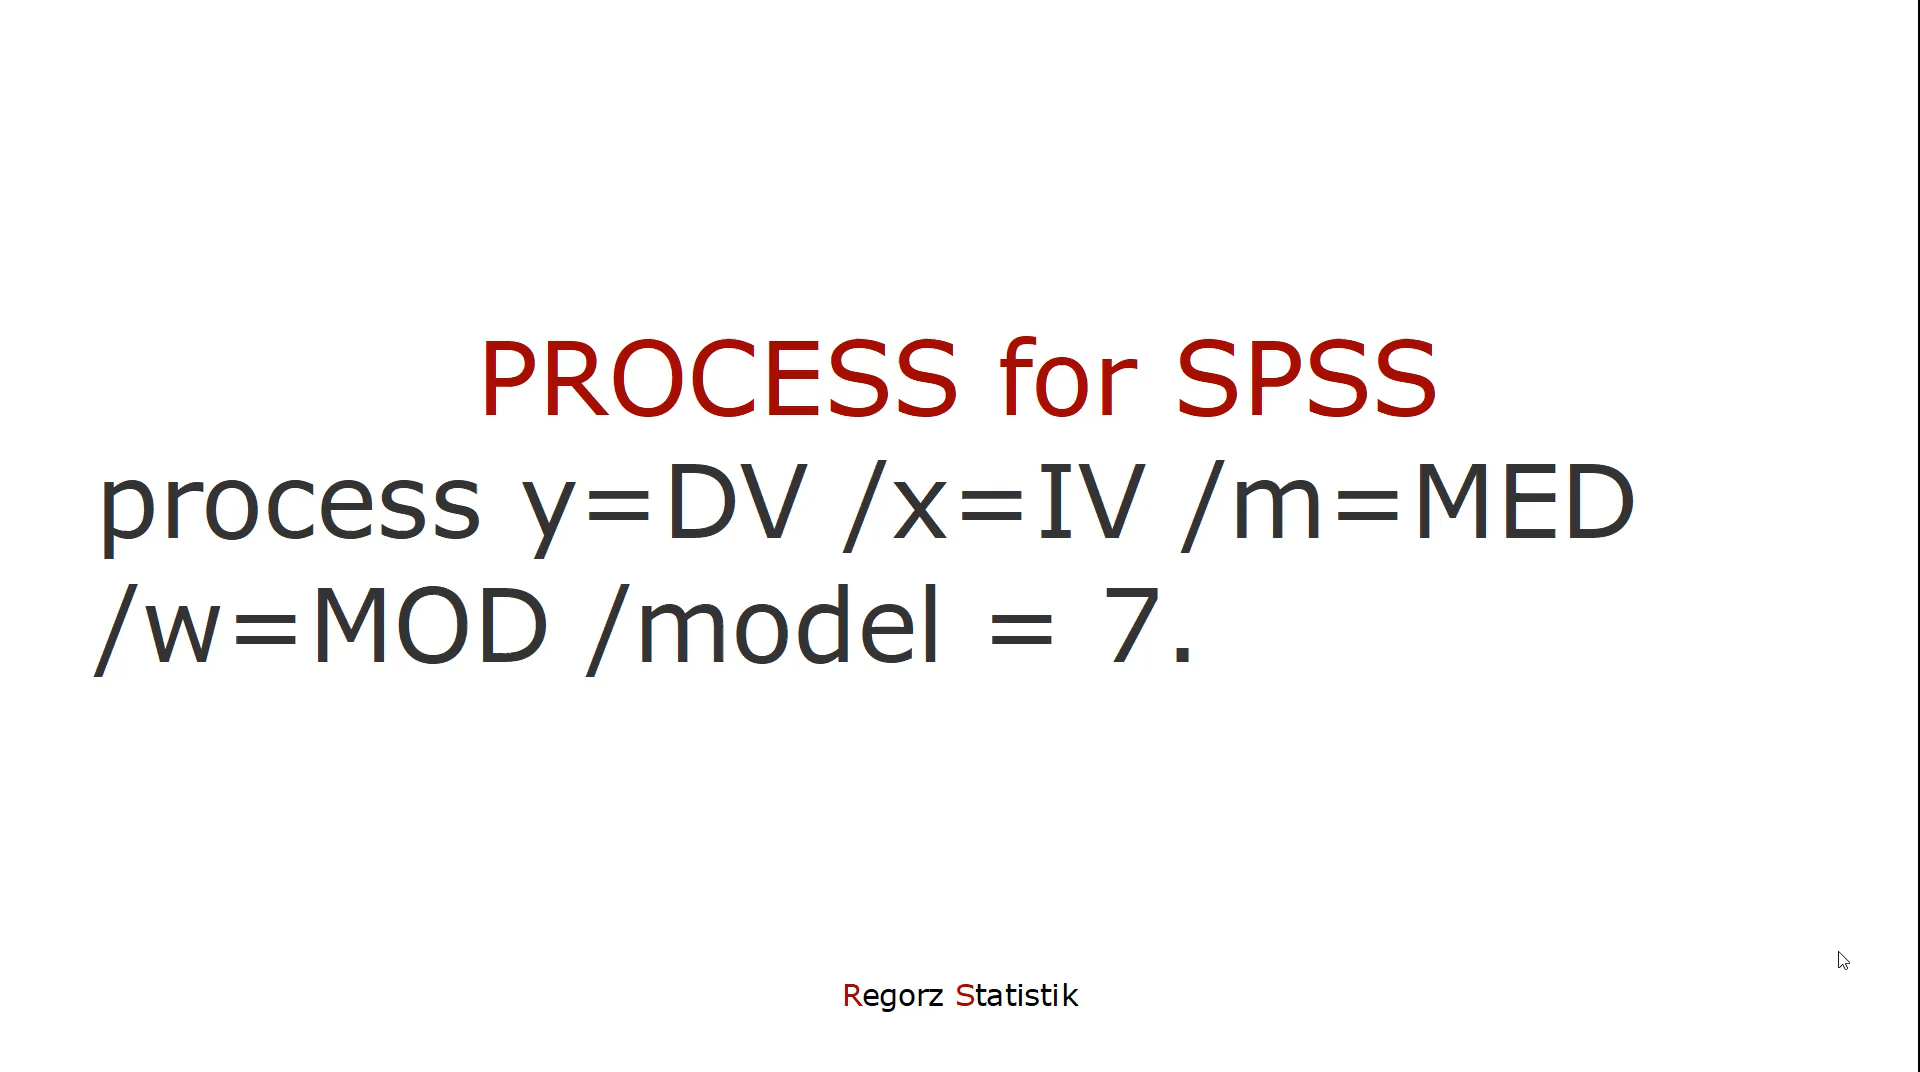 PROCESS for SPSS
process y=DV /x=IV /m=MED
/w=MOD /model = 7.
Regorz Statistik